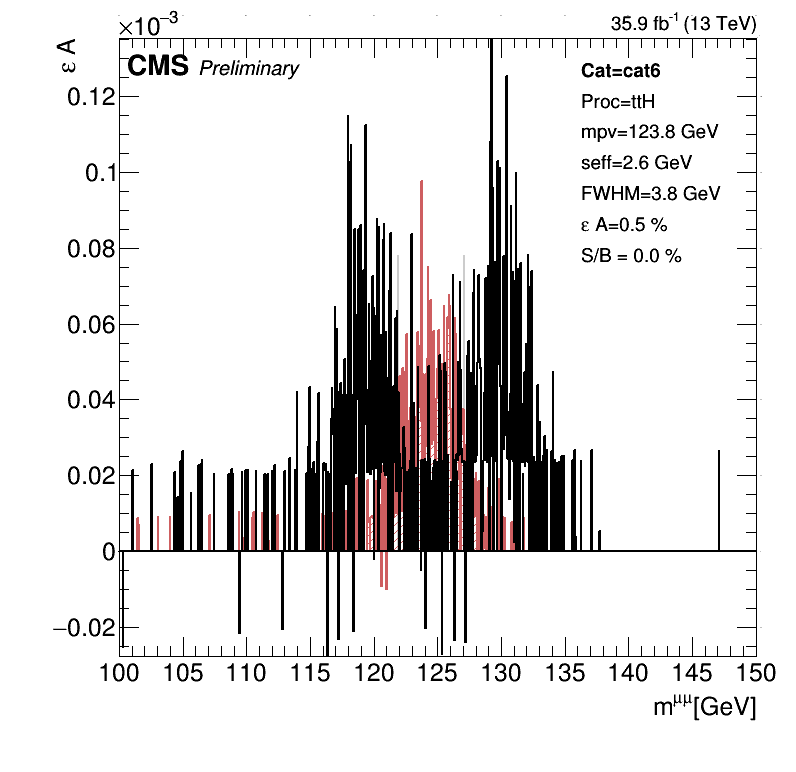 ×10⁻³
35.9 fb⁻¹ (13 TeV)
ε A
CMS Preliminary
Cat=cat6
Proc=ttH
mpv=123.8 GeV
seff=2.6 GeV
FWHM=3.8 GeV
ε A=0.5 %
S/B = 0.0 %
0.12
0.1
0.08
0.06
0.04
0.02
0
−0.02
100 105 110 115 120 125 130 135 140 145 150
m^μμ[GeV]